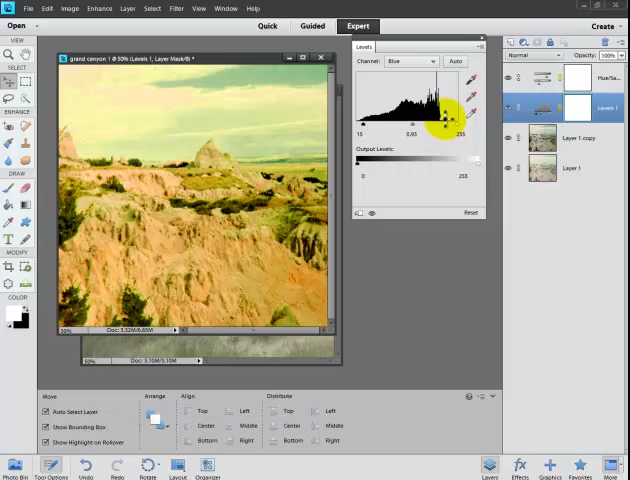 File Edit Image Enhance Layer Select Filter View Window Help
Open
Quick Guided Expert
Create
VIEW
SELECT
ENHANCE
DRAW
MODIFY
COLOR
grand canyon 1 @ 50% (Levels 1, Layer Mask/8) *
50% Doc: 3.32M/6.65M
50% Doc: 3.10M/3.10M
Levels
Channel: Blue Auto
15 0.93 255
Output Levels:
0 255
Reset
Normal Opacity: 100%
Hue/Sa...
Levels 1
Layer 1 copy
Layer 1
Move Arrange Align Distribute
Auto Select Layer
Show Bounding Box
Show Highlight on Rollover
Top Left Top Left
Center Middle Center Middle
Bottom Right Bottom Right
Photo Bin Tool Options Undo Redo Rotate Layout Organizer Layers Effects Graphics Favorites More